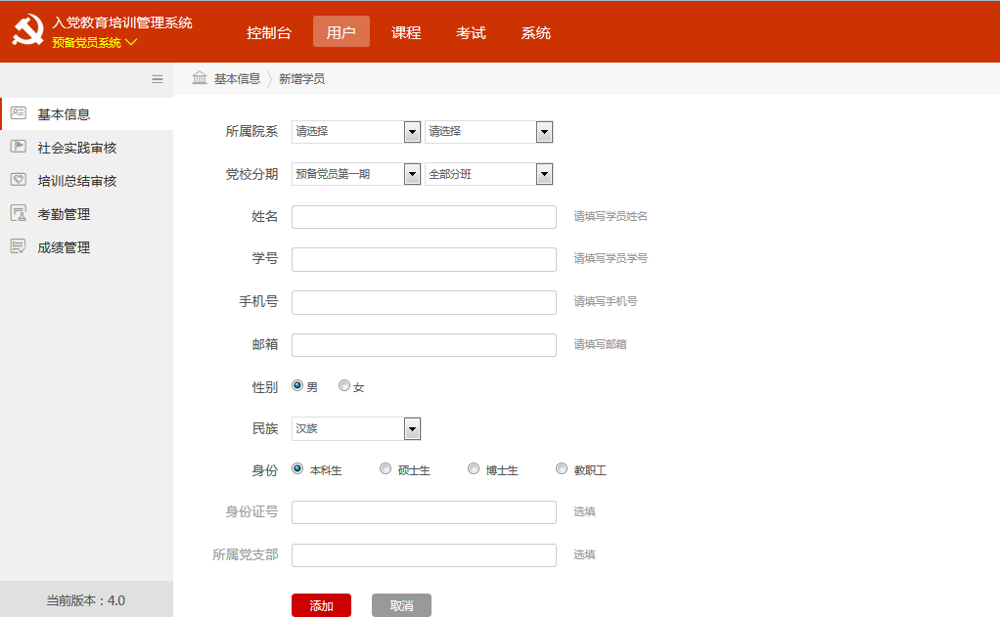 入党教育培训管理系统
预备党员系统
控制台 用户 课程 考试 系统
基本信息 新增学员
基本信息
社会实践审核
培训总结审核
考勤管理
成绩管理
当前版本：4.0
所属院系 请选择 请选择
党校分期 预备党员第一期 全部分班
姓名 请填写学员姓名
学号 请填写学员学号
手机号 请填写手机号
邮箱 请填写邮箱
性别 男 女
民族 汉族
身份 本科生 硕士生 博士生 教职工
身份证号 选填
所属党支部 选填
添加 取消